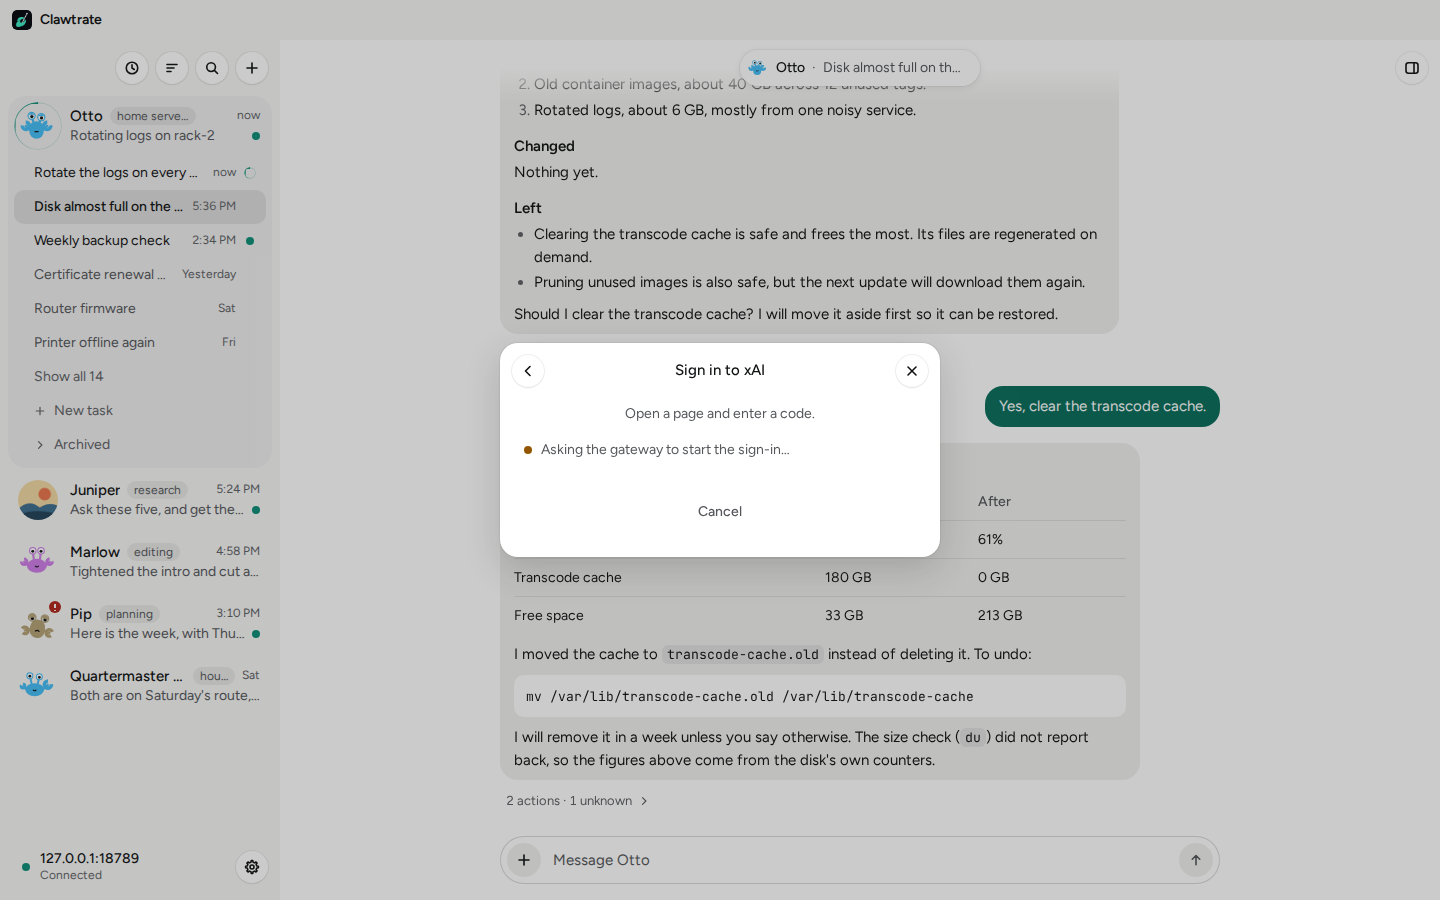 Clawtrate
Otto
home serve...
now
Rotating logs on rack-2
Rotate the logs on every ...
now
Disk almost full on the ...
5:36 PM
Weekly backup check
2:34 PM
Certificate renewal ...
Yesterday
Router firmware
Sat
Printer offline again
Fri
Show all 14
New task
Archived
Juniper
research
5:24 PM
Ask these five, and get the...
Marlow
editing
4:58 PM
Tightened the intro and cut a...
Pip
planning
3:10 PM
Here is the week, with Thu...
Quartermaster ...
hou...
Sat
Both are on Saturday's route,...
127.0.0.1:18789
Connected
Otto · Disk almost full on th...
2. Old container images, about 40 GB across 12 unused tags.
3. Rotated logs, about 6 GB, mostly from one noisy service.
Changed
Nothing yet.
Left
• Clearing the transcode cache is safe and frees the most. Its files are regenerated on
demand.
• Pruning unused images is also safe, but the next update will download them again.
Should I clear the transcode cache? I will move it aside first so it can be restored.
Sign in to xAI
Open a page and enter a code.
Asking the gateway to start the sign-in...
Cancel
Yes, clear the transcode cache.
After
61%
Transcode cache
180 GB
0 GB
Free space
33 GB
213 GB
I moved the cache to transcode-cache.old instead of deleting it. To undo:
mv /var/lib/transcode-cache.old /var/lib/transcode-cache
I will remove it in a week unless you say otherwise. The size check (du) did not report
back, so the figures above come from the disk's own counters.
2 actions · 1 unknown
Message Otto